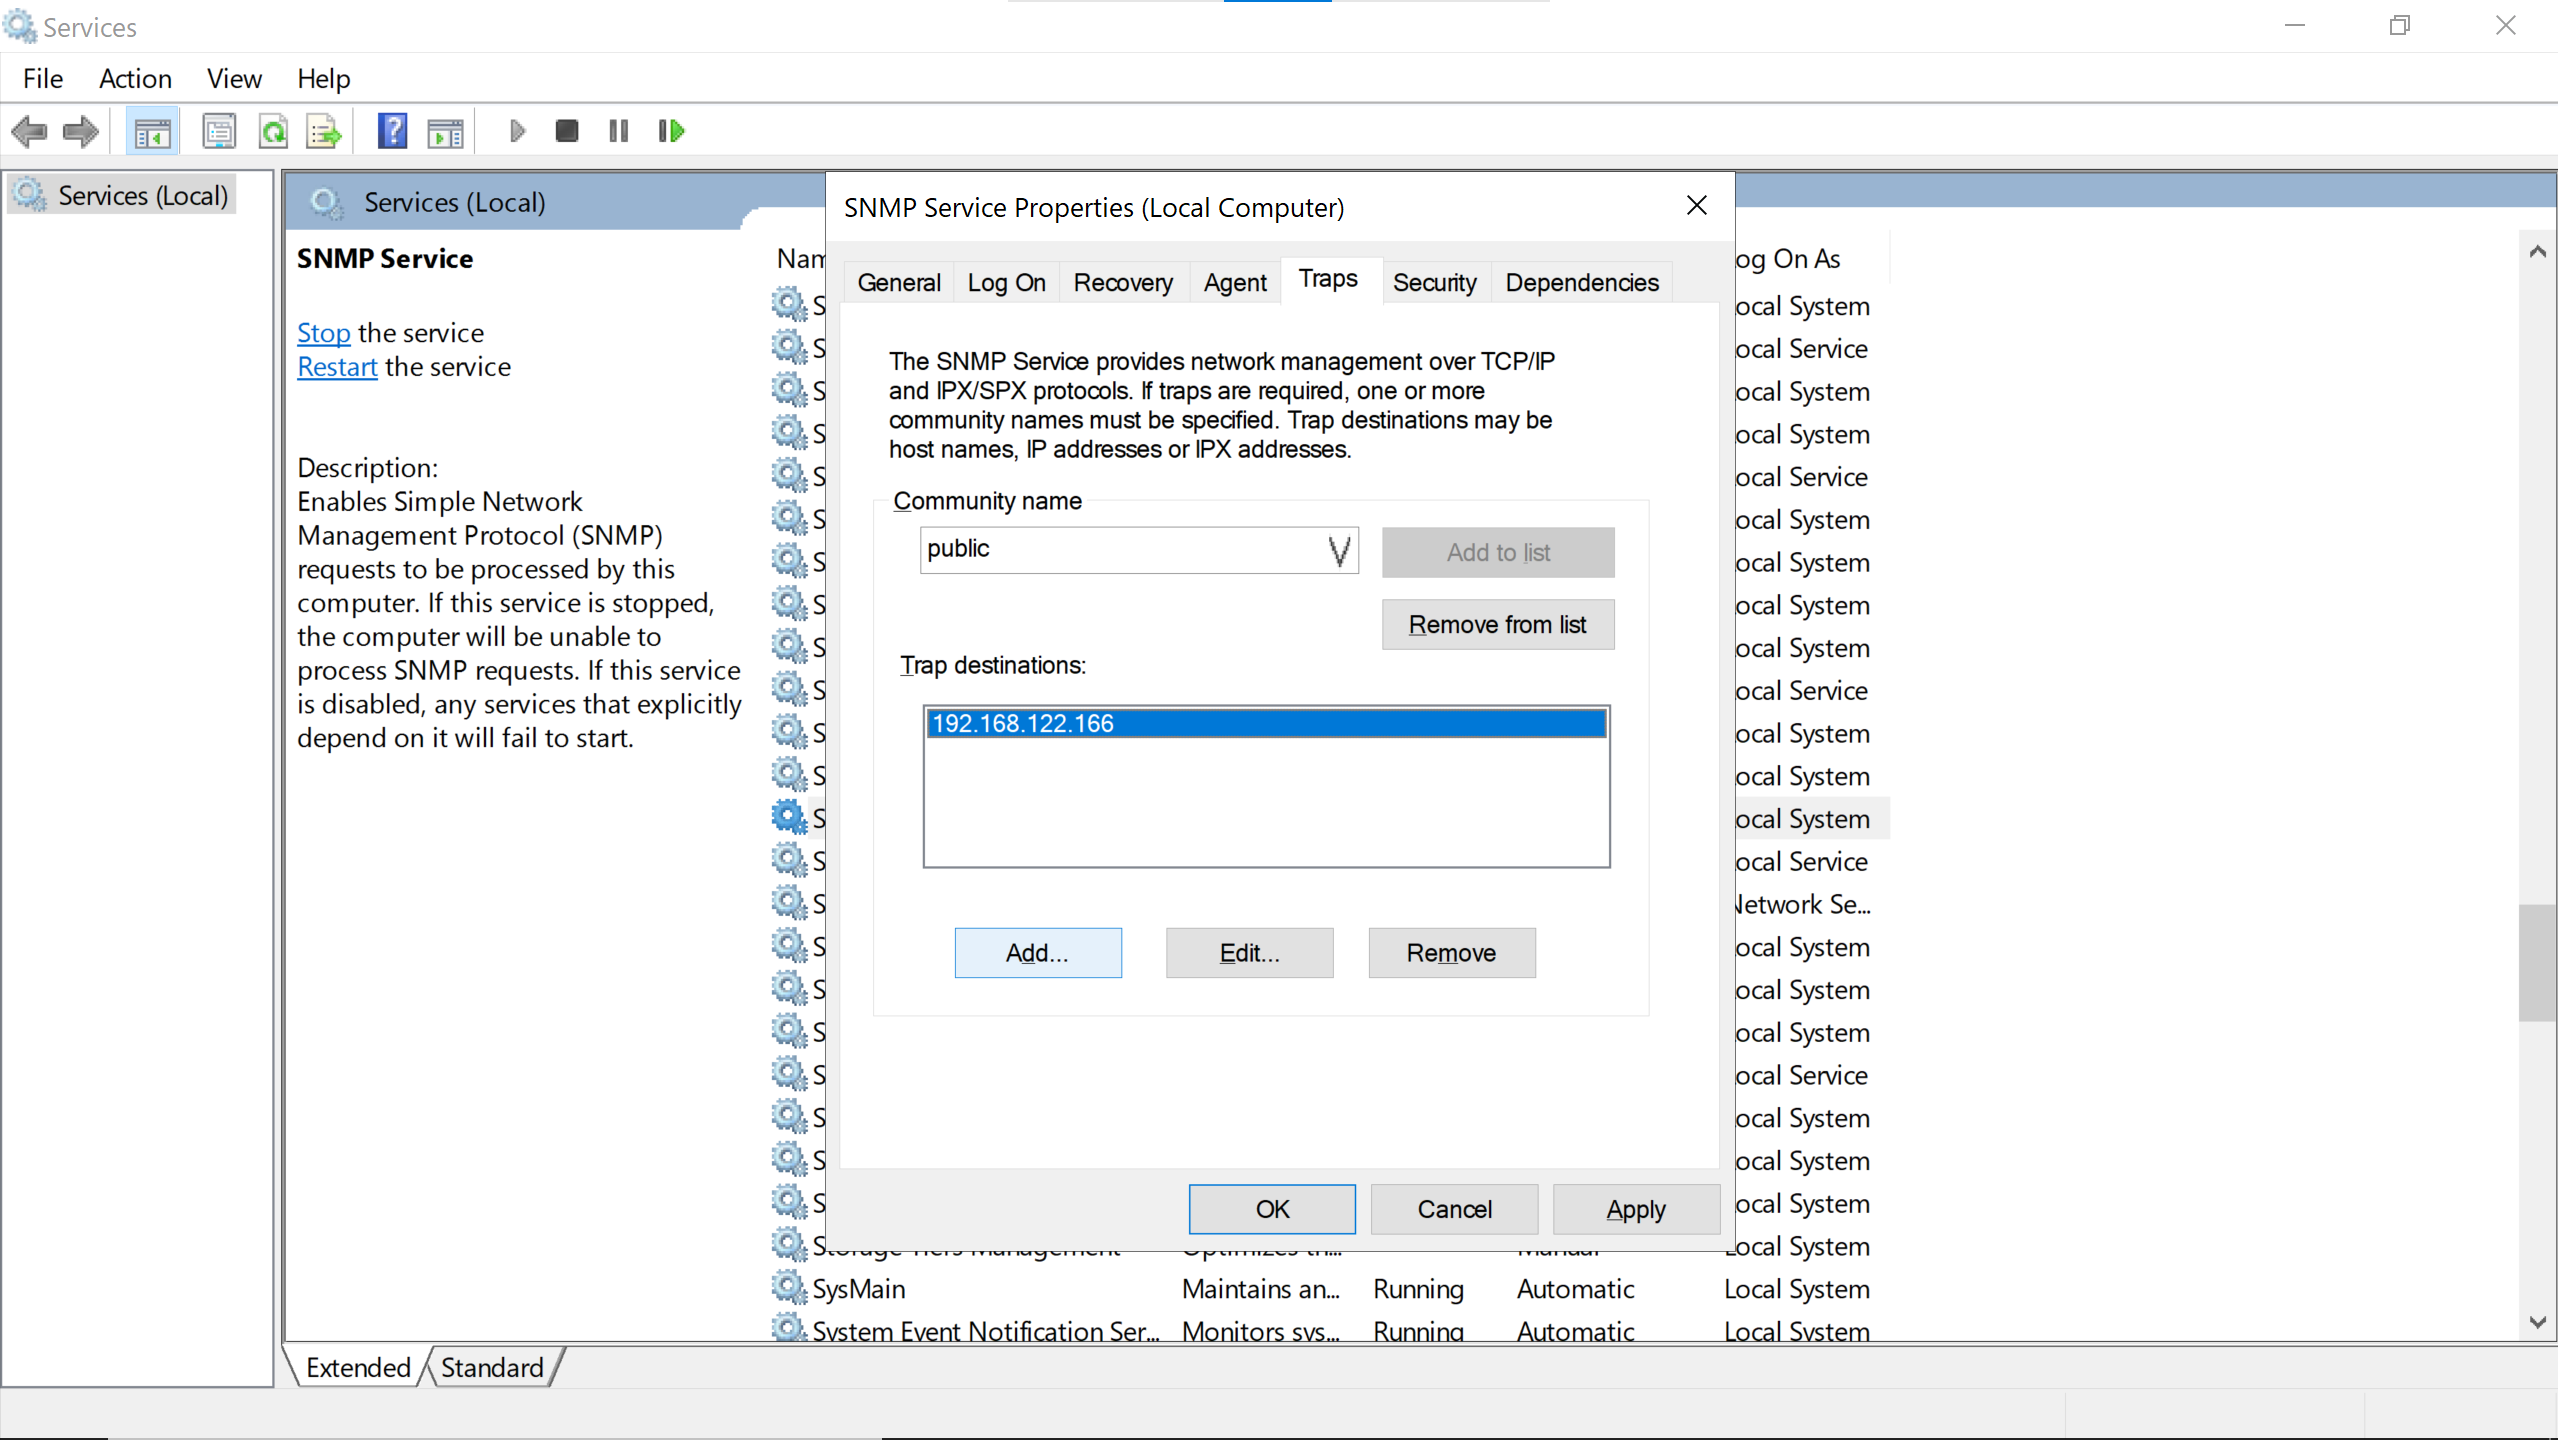 Services
File Action View Help
Services (Local)
Services (Local)
SNMP Service
Stop the service
Restart the service
Description:
Enables Simple Network
Management Protocol (SNMP)
requests to be processed by this
computer. If this service is stopped,
the computer will be unable to
process SNMP requests. If this service
is disabled, any services that explicitly
depend on it will fail to start.
SNMP Service Properties (Local Computer)
General Log On Recovery Agent Traps Security Dependencies
The SNMP Service provides network management over TCP/IP
and IPX/SPX protocols. If traps are required, one or more
community names must be specified. Trap destinations may be
host names, IP addresses or IPX addresses.
Community name
public
Add to list
Remove from list
Trap destinations:
192.168.122.166
Add... Edit... Remove
OK Cancel Apply
Nam
og On As
ocal System
ocal Service
ocal System
ocal System
ocal Service
ocal System
ocal System
ocal System
ocal System
ocal Service
ocal System
ocal System
ocal System
ocal Service
Network Se...
ocal System
ocal System
ocal System
ocal Service
ocal System
ocal System
ocal System
Storage Tiers Management Optimizes th... Manual Local System
SysMain Maintains an... Running Automatic Local System
System Event Notification Ser... Monitors sys... Running Automatic Local System
Extended Standard